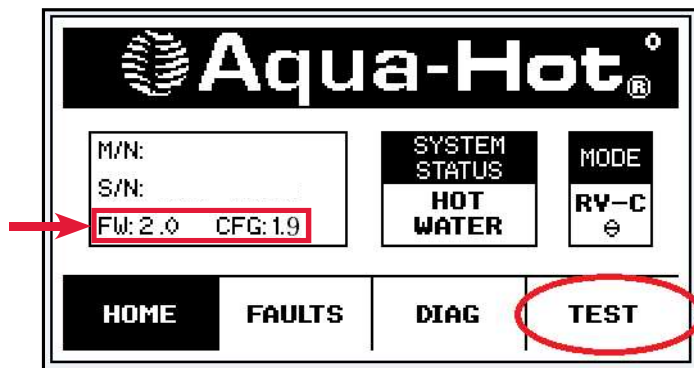 Aqua-Hot®
M/N:
S/N:
FW: 2.0 CFG: 1.9
SYSTEM
STATUS
HOT
WATER
MODE
RV-C
HOME FAULTS DIAG TEST